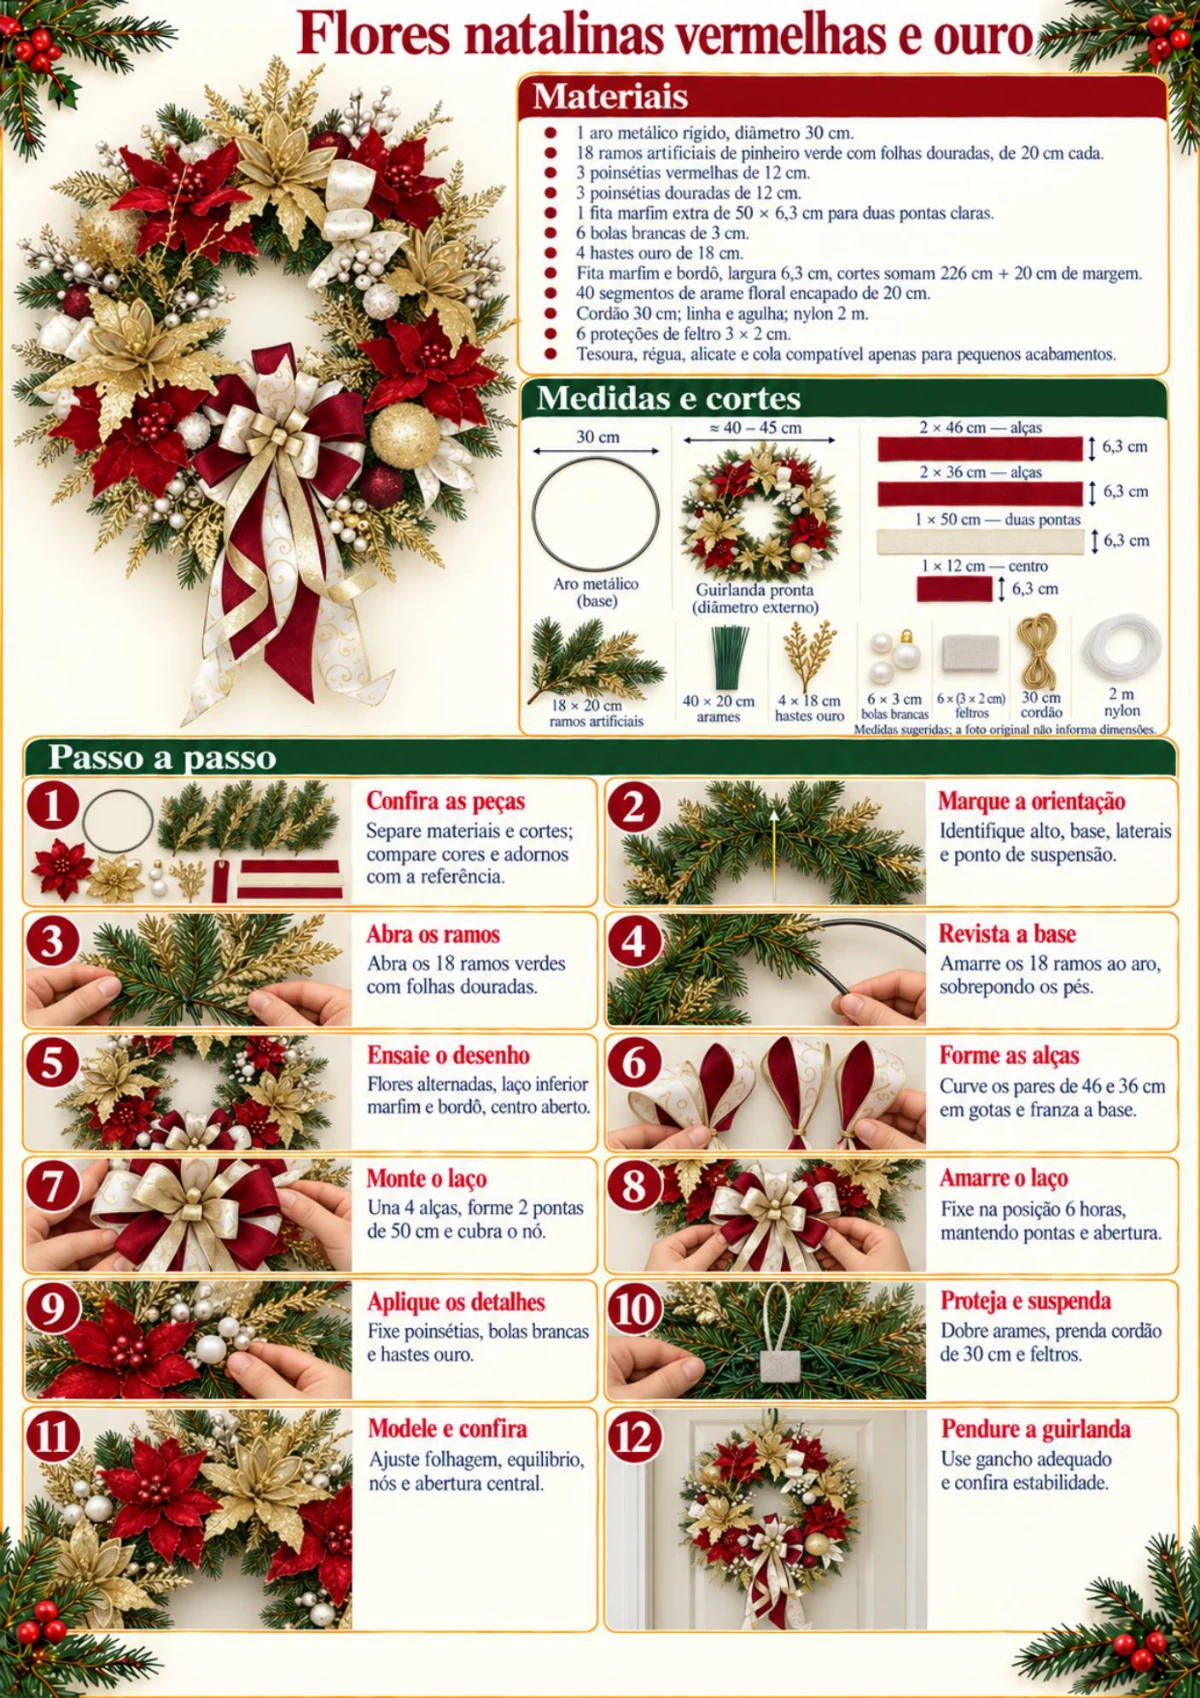 Flores natalinas vermelhas e ouro
Materiais
1 aro metálico rígido, diâmetro 30 cm.
18 ramos artificiais de pinheiro verde com folhas douradas, de 20 cm cada.
3 poinsétias vermelhas de 12 cm.
3 poinsétias douradas de 12 cm.
1 fita marfim extra de 50 × 6,3 cm para duas pontas claras.
6 bolas brancas de 3 cm.
4 hastes ouro de 18 cm.
Fita marfim e bordô, largura 6,3 cm, cortes somam 226 cm + 20 cm de margem.
40 segmentos de arame floral encapado de 20 cm.
Cordão 30 cm; linha e agulha; nylon 2 m.
6 proteções de feltro 3 × 2 cm.
Tesoura, régua, alicate e cola compatível apenas para pequenos acabamentos.
Medidas e cortes
30 cm
Aro metálico
(base)
≈ 40 – 45 cm
Guirlanda pronta
(diâmetro externo)
2 × 46 cm — alças
6,3 cm
2 × 36 cm — alças
6,3 cm
1 × 50 cm — duas pontas
6,3 cm
1 × 12 cm — centro
6,3 cm
18 × 20 cm
ramos artificiais
40 × 20 cm
arames
4 × 18 cm
hastes ouro
6 × 3 cm
bolas brancas
6 × (3 × 2 cm)
feltros
30 cm
cordão
2 m
nylon
Medidas sugeridas; a foto original não informa dimensões.
Passo a passo
1
Confira as peças
Separe materiais e cortes;
compare cores e adornos
com a referência.
2
Marque a orientação
Identifique alto, base, laterais
e ponto de suspensão.
3
Abra os ramos
Abra os 18 ramos verdes
com folhas douradas.
4
Revista a base
Amarre os 18 ramos ao aro,
sobrepondo os pés.
5
Ensaie o desenho
Flores alternadas, laço inferior
marfim e bordô, centro aberto.
6
Forme as alças
Curve os pares de 46 e 36 cm
em gotas e franza a base.
7
Monte o laço
Una 4 alças, forme 2 pontas
de 50 cm e cubra o nó.
8
Amarre o laço
Fixe na posição 6 horas,
mantendo pontas e abertura.
9
Aplique os detalhes
Fixe poinsétias, bolas brancas
e hastes ouro.
10
Proteja e suspenda
Dobre arames, prenda cordão
de 30 cm e feltros.
11
Modele e confira
Ajuste folhagem, equilíbrio,
nós e abertura central.
12
Pendure a guirlanda
Use gancho adequado
e confira estabilidade.